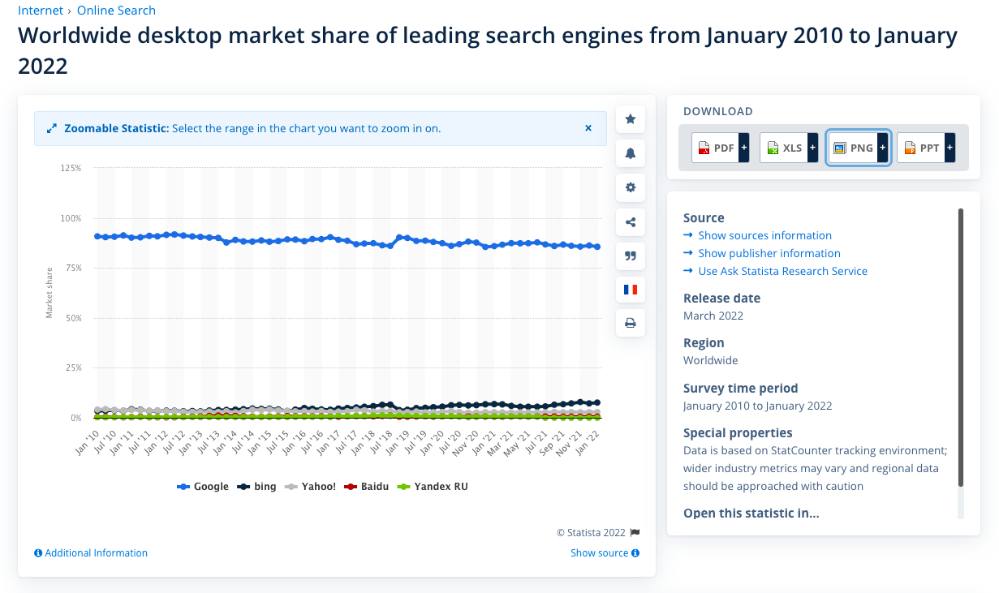 Internet › Online Search
Worldwide desktop market share of leading search engines from January 2010 to January
2022
Zoomable Statistic: Select the range in the chart you want to zoom in on.
×
125%
100%
75%
50%
25%
0%
Market share
Jan '10
Jul '10
Jan '11
Jul '11
Jan '12
Jul '12
Jan '13
Jul '13
Jan '14
Jul '14
Jan '15
Jul '15
Jan '16
Jul '16
Jan '17
Jul '17
Jan '18
Jul '18
Jan '19
Jul '19
Jan '20
Jul '20
Nov '20
Jan '21
Mar '21
May '21
Jul '21
Sep '21
Nov '21
Jan '22
Google
bing
Yahoo!
Baidu
Yandex RU
© Statista 2022
Additional Information
Show source
DOWNLOAD
PDF +
XLS +
PNG +
PPT +
Source
→ Show sources information
→ Show publisher information
→ Use Ask Statista Research Service
Release date
March 2022
Region
Worldwide
Survey time period
January 2010 to January 2022
Special properties
Data is based on StatCounter tracking environment;
wider industry metrics may vary and regional data
should be approached with caution
Open this statistic in...